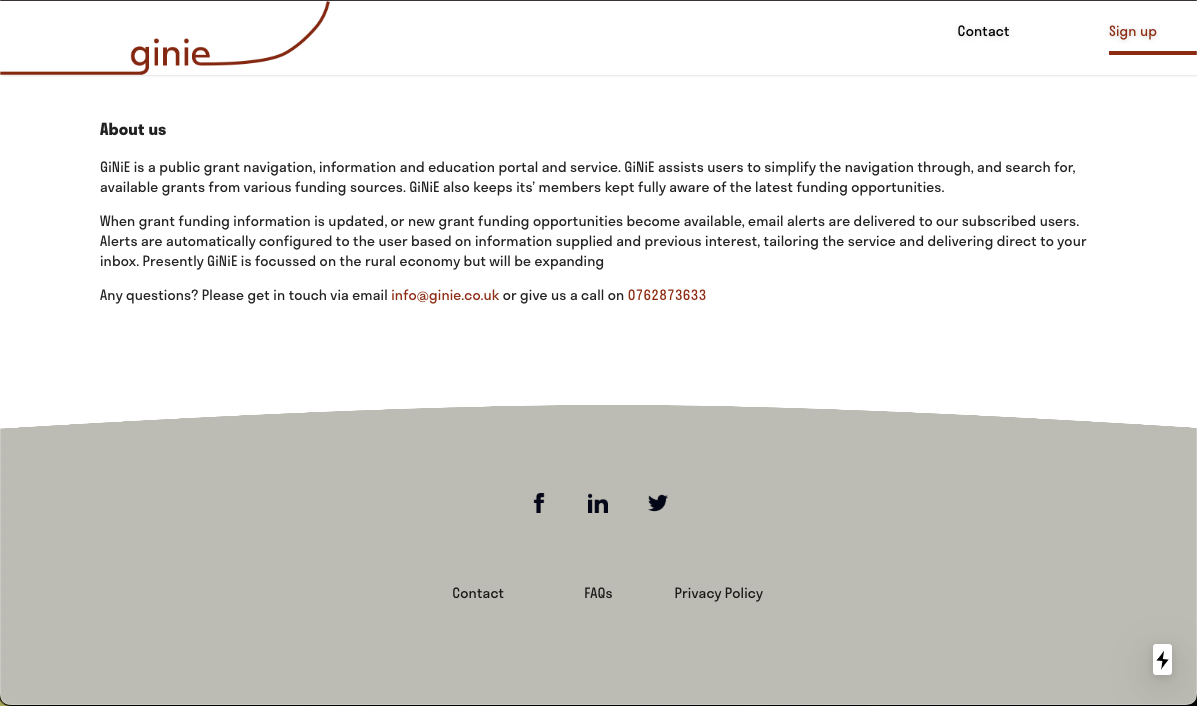 ginie
Contact
Sign up
About us
GiNiE is a public grant navigation, information and education portal and service. GiNiE assists users to simplify the navigation through, and search for,
available grants from various funding sources. GiNiE also keeps its’ members kept fully aware of the latest funding opportunities.
When grant funding information is updated, or new grant funding opportunities become available, email alerts are delivered to our subscribed users.
Alerts are automatically configured to the user based on information supplied and previous interest, tailoring the service and delivering direct to your
inbox. Presently GiNiE is focussed on the rural economy but will be expanding
Any questions? Please get in touch via email info@ginie.co.uk or give us a call on 0762873633
f
in
Contact
FAQs
Privacy Policy